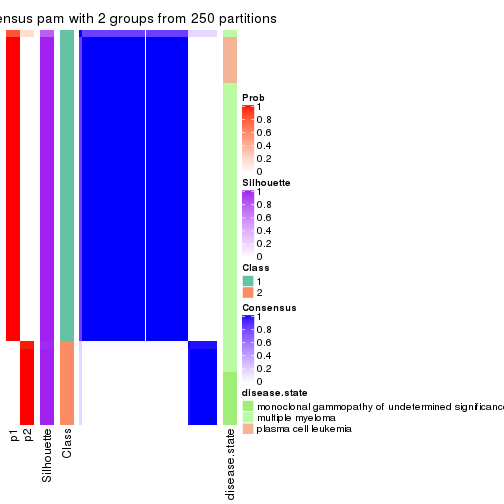 ensus pam with 2 groups from 250 partitions
Prob
1
0.8
0.6
0.4
0.2
0
Silhouette
1
0.8
0.6
0.4
0.2
0
Class
1
2
Consensus
1
0.8
0.6
0.4
0.2
0
disease.state
monoclonal gammopathy of undetermined significance
multiple myeloma
plasma cell leukemia
p1
p2
Silhouette
Class
disease.state